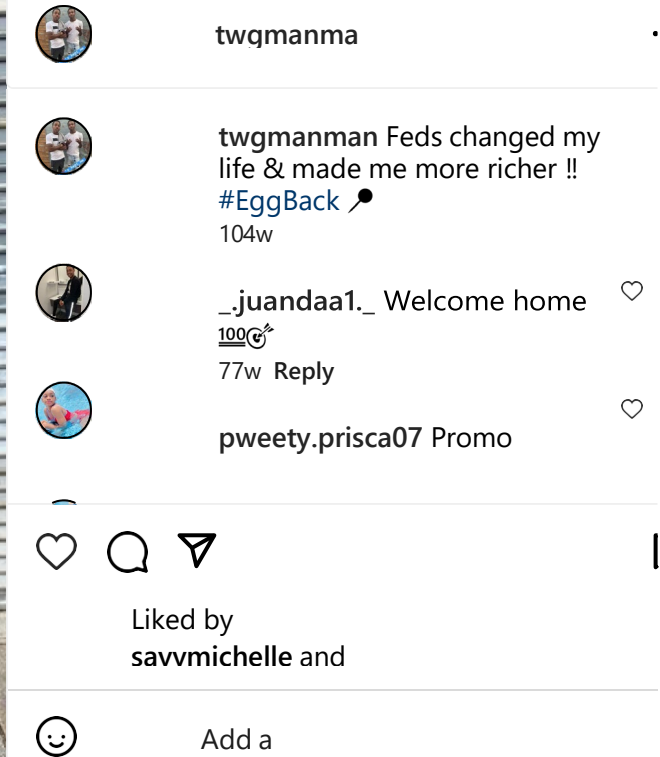 twgmanma
twgmanman Feds changed my
life & made me more richer !!
#EggBack
104w
_.juandaa1._ Welcome home
💯🎯
77w Reply
pweety.prisca07 Promo
Liked by
savvmichelle and
Add a